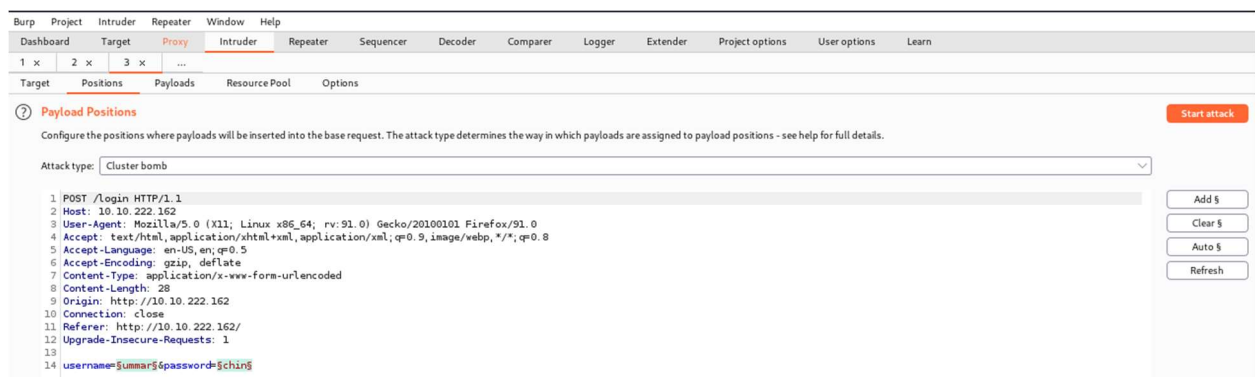 Burp Project Intruder Repeater Window Help
Dashboard Target Proxy Intruder Repeater Sequencer Decoder Comparer Logger Extender Project options User options Learn
1 × 2 × 3 × ...
Target Positions Payloads Resource Pool Options
? Payload Positions
Start attack
Configure the positions where payloads will be inserted into the base request. The attack type determines the way in which payloads are assigned to payload positions - see help for full details.
Attack type: Cluster bomb
1 POST /login HTTP/1.1
2 Host: 10.10.222.162
3 User-Agent: Mozilla/5.0 (X11; Linux x86_64; rv:91.0) Gecko/20100101 Firefox/91.0
4 Accept: text/html,application/xhtml+xml,application/xml;q=0.9,image/webp,*/*;q=0.8
5 Accept-Language: en-US,en;q=0.5
6 Accept-Encoding: gzip, deflate
7 Content-Type: application/x-www-form-urlencoded
8 Content-Length: 28
9 Origin: http://10.10.222.162
10 Connection: close
11 Referer: http://10.10.222.162/
12 Upgrade-Insecure-Requests: 1
13
14 username=§ummar§&password=§chin§
Add §
Clear §
Auto §
Refresh